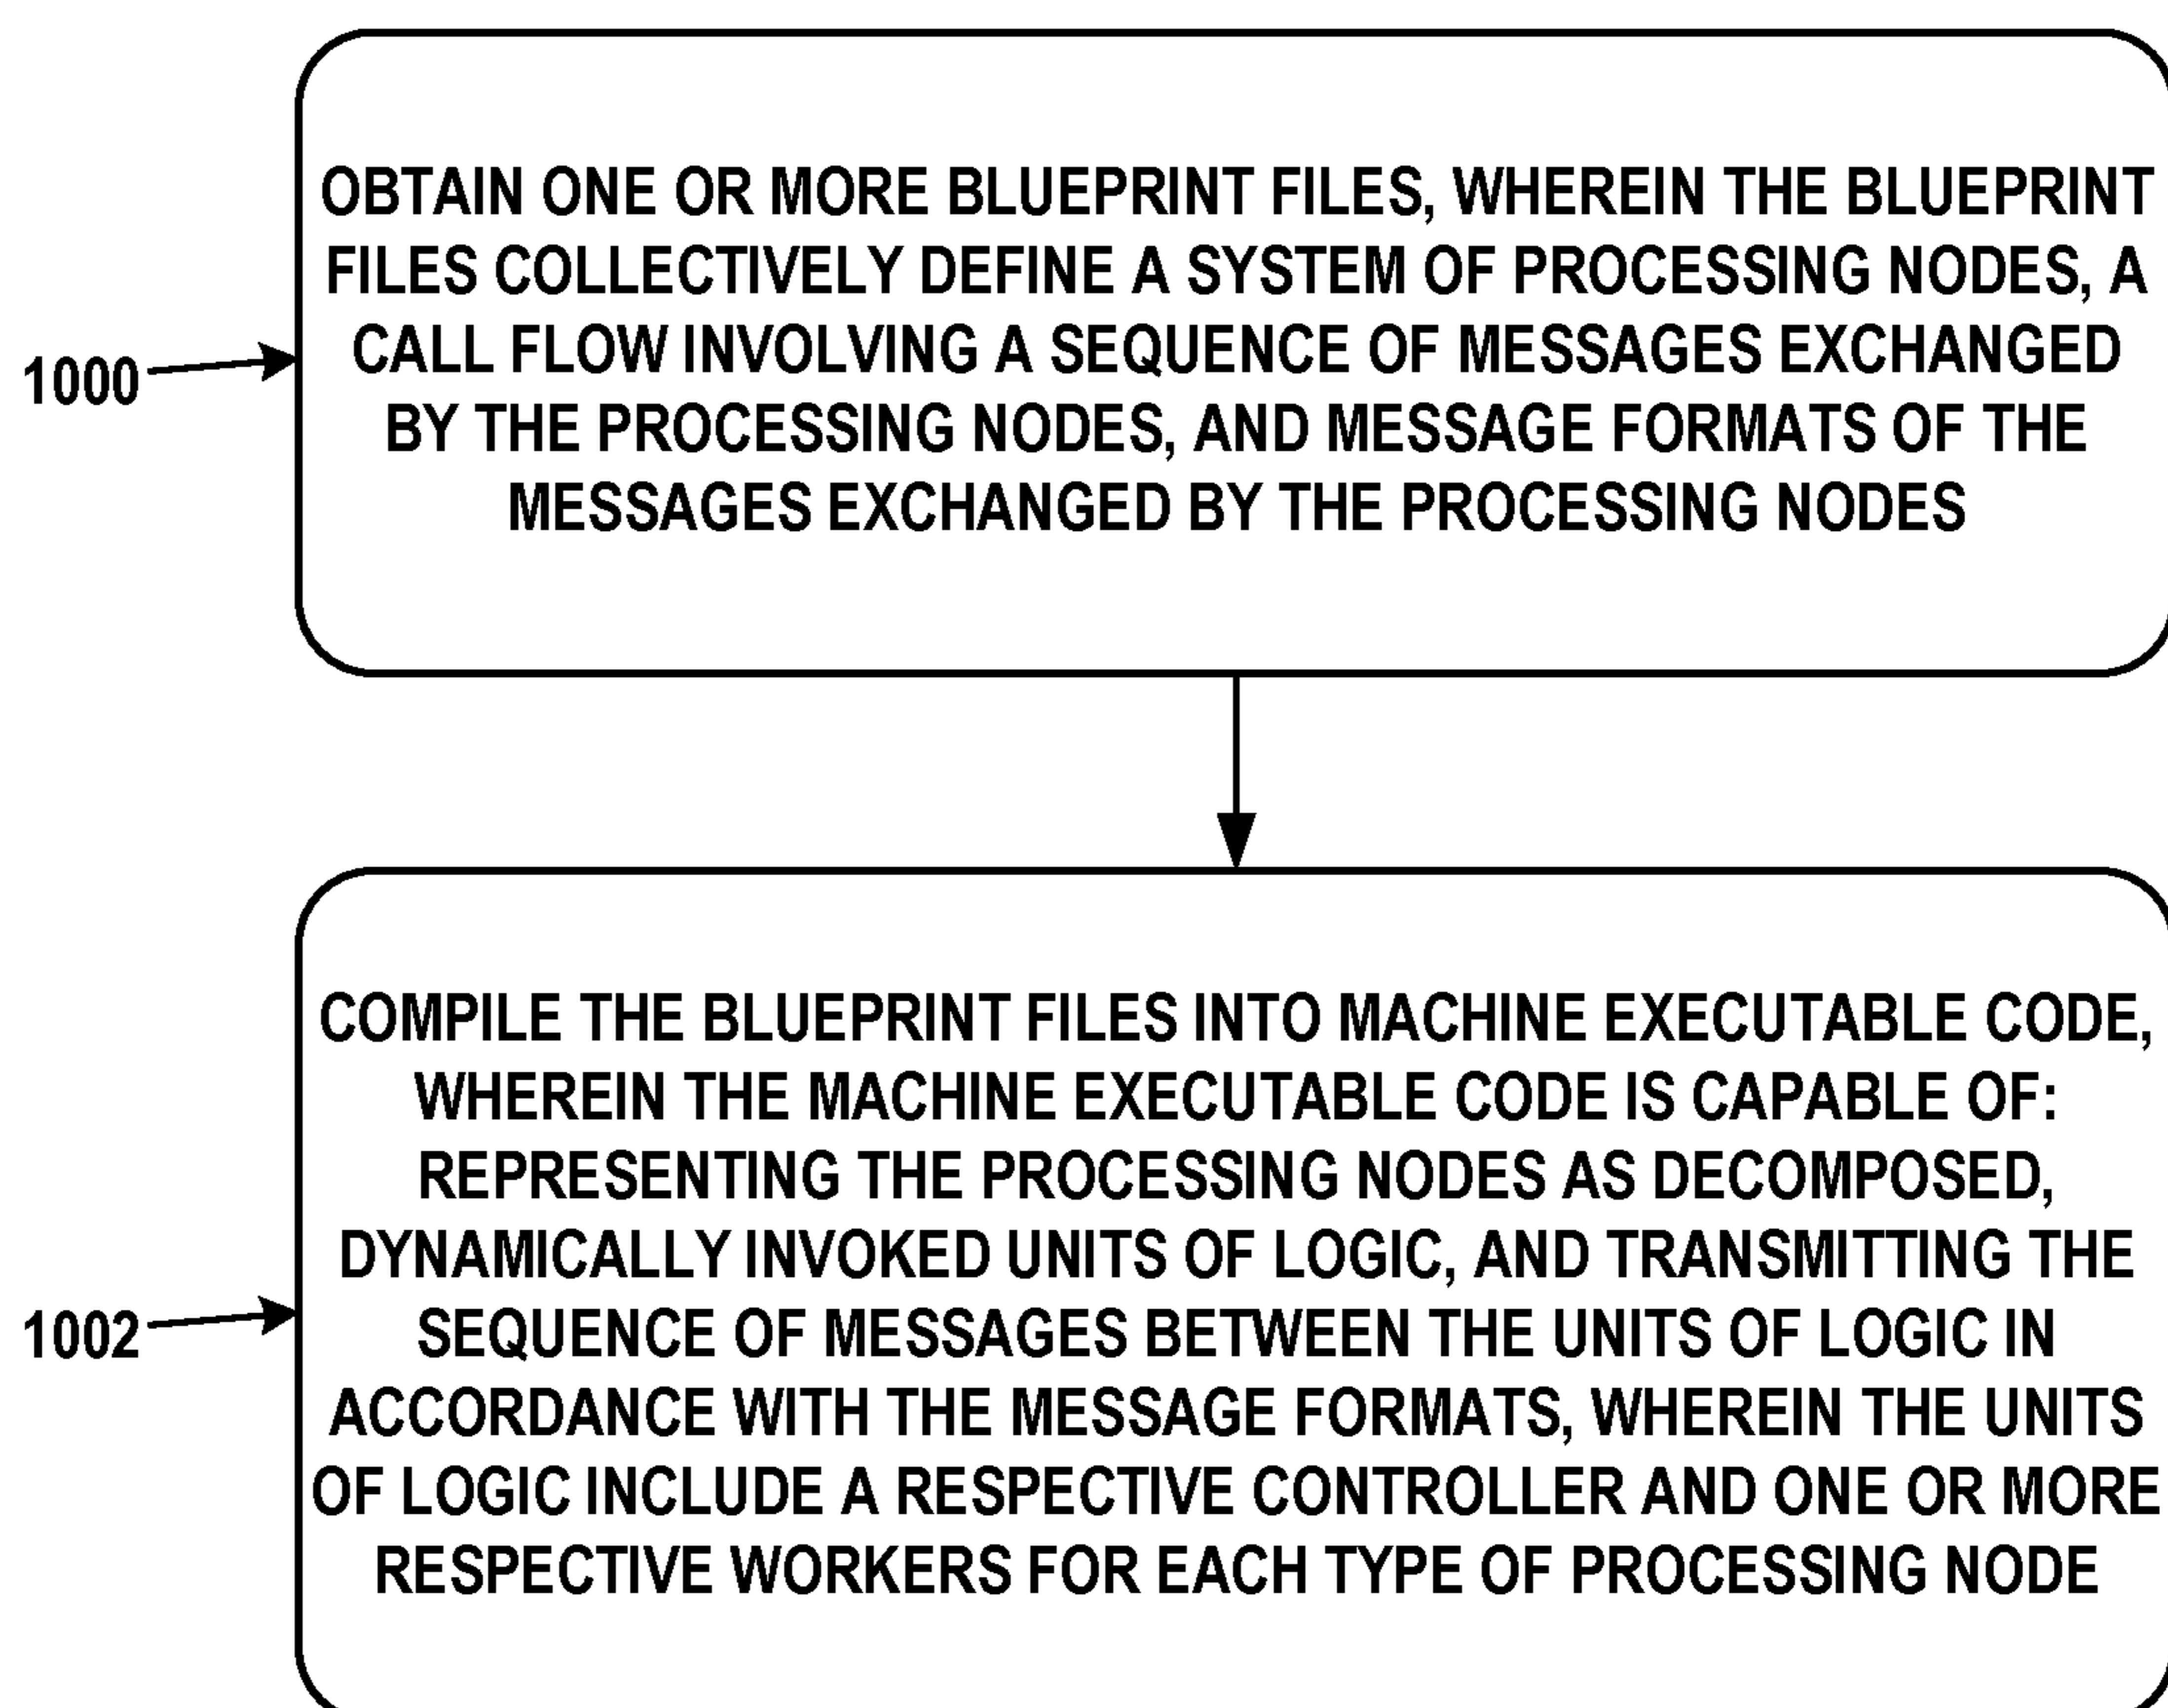 OBTAIN ONE OR MORE BLUEPRINT FILES, WHEREIN THE BLUEPRINT
FILES COLLECTIVELY DEFINE A SYSTEM OF PROCESSING NODES, A
CALL FLOW INVOLVING A SEQUENCE OF MESSAGES EXCHANGED
BY THE PROCESSING NODES, AND MESSAGE FORMATS OF THE
MESSAGES EXCHANGED BY THE PROCESSING NODES
1000
COMPILE THE BLUEPRINT FILES INTO MACHINE EXECUTABLE CODE,
WHEREIN THE MACHINE EXECUTABLE CODE IS CAPABLE OF:
REPRESENTING THE PROCESSING NODES AS DECOMPOSED,
DYNAMICALLY INVOKED UNITS OF LOGIC, AND TRANSMITTING THE
SEQUENCE OF MESSAGES BETWEEN THE UNITS OF LOGIC IN
ACCORDANCE WITH THE MESSAGE FORMATS, WHEREIN THE UNITS
OF LOGIC INCLUDE A RESPECTIVE CONTROLLER AND ONE OR MORE
RESPECTIVE WORKERS FOR EACH TYPE OF PROCESSING NODE
1002